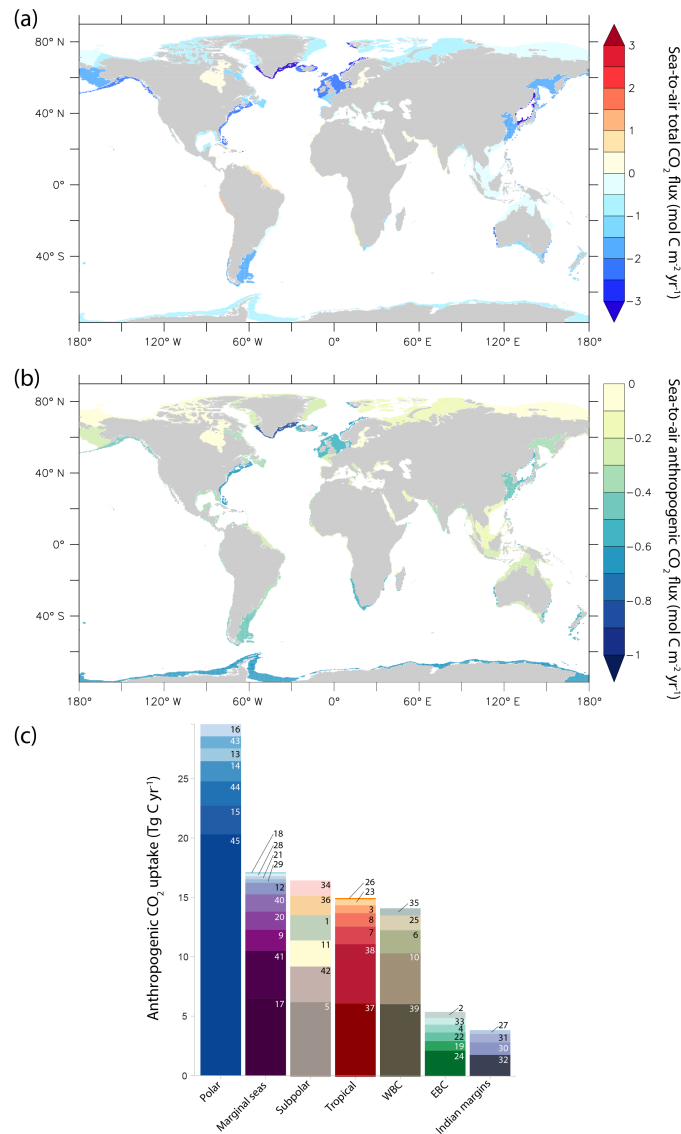 (a)
80° N
40° N
0°
40° S
180°
120° W
60° W
0°
60° E
120° E
180°
3
2
1
0
−1
−2
−3
Sea-to-air total CO2 flux (mol C m-2 yr-1)
(b)
80° N
40° N
0°
40° S
180°
120° W
60° W
0°
60° E
120° E
180°
0
−0.2
−0.4
−0.6
−0.8
−1
Sea-to-air anthropogenic CO2 flux (mol C m-2 yr-1)
(c)
Anthropogenic CO2 uptake (Tg C yr-1)
25
20
15
10
5
0
16
43
13
14
44
15
45
18
28
21
29
12
40
20
9
41
17
34
36
1
11
42
5
26
23
3
8
7
38
37
35
25
6
10
39
2
33
4
22
19
24
27
31
30
32
Polar
Marginal seas
Subpolar
Tropical
WBC
EBC
Indian margins